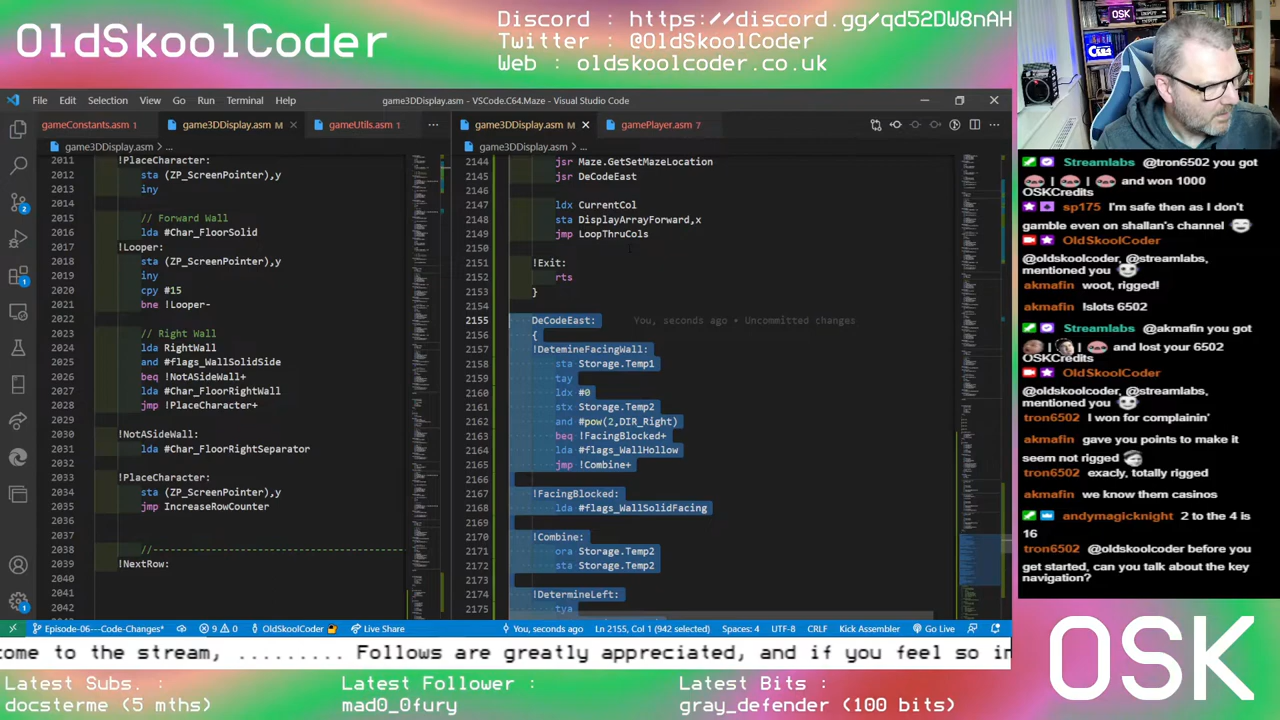 OldSkoolCoder
Discord : https://discord.gg/qd52DW8nAH
Twitter : @OldSkoolCoder
Web : oldskoolcoder.co.uk
File Edit Selection View Go Run Terminal Help
game3DDisplay.asm - VSCode.C64.Maze - Visual Studio Code
gameConstants.asm 1
game3DDisplay.asm M
gameUtils.asm 1
game3DDisplay.asm > ...
2011 !PlaceCharacter:
2012 sta (ZP_ScreenPointer),y
2013 iny
2014
2015 // Forward Wall
2016 lda #Char_FloorSolid
2017 !Looper:
2018 sta (ZP_ScreenPointer),y
2019 iny
2020 cpy #15
2021 bne !Looper-
2022
2023 // Right Wall
2024 lda RightWall
2025 and #flags_WallSolidSide
2026 beq !NotASideWall+
2027 lda #Char_FloorRightWall
2028 jmp !PlaceCharacter+
2029
2030 !NotASideWall:
2031 lda #Char_FloorRightSeparator
2032
2033 !PlaceCharacter:
2034 sta (ZP_ScreenPointer),y
2035 jmp IncreaseRowCount
2036
2037
2038
2039 !Nextys:
2040
2041
2042
game3DDisplay.asm M
gamePlayer.asm 7
game3DDisplay.asm > ...
2144 jsr Maze.GetSetMazeLocation
2145 jsr DeCodeEast
2146
2147 ldx CurrentCol
2148 sta DisplayArrayForward,x
2149 jmp LoopThruCols
2150
2151 !Exit:
2152 rts
2153
2154
2155 DeCodeEast: You, seconds ago • Uncommitted changes
2156 {
2157 !DetemineFacingWall:
2158 sta Storage.Temp1
2159 tay
2160 ldx #0
2161 stx Storage.Temp2
2162 and #pow(2,DIR_Right)
2163 beq !FacingBlocked+
2164 lda #flags_WallHollow
2165 jmp !Combine+
2166
2167 !FacingBlocked:
2168 lda #flags_WallSolidFacing
2169
2170 !Combine:
2171 ora Storage.Temp2
2172 sta Storage.Temp2
2173
2174 !DetermineLeft:
2175 tya
Episode-06---Code-Changes* 9 0 OldSkoolCoder Live Share
You, seconds ago Ln 2155, Col 1 (942 selected) Spaces: 4 UTF-8 CRLF Kick Assembler Go Live
come to the stream, ......... Follows are greatly appreciated, and if you feel so in
Latest Subs. :
docsterme (5 mths)
Latest Follower :
mad0_0fury
Latest Bits :
gray_defender (100 bits)
Streamlabs @tron6502 you got
| | and won 1000
OSKCredits
sp175 I'm safe then as I don't
gamble even on shallan's channel
OldSkoolCoder
@oldskoolcoder, @streamlabs,
mentioned you
akmafin woot, rigged!
akmafin !slots 6502
Streamlabs @akmafin you got
| | and lost your 6502
OSKCredits
OldSkoolCoder
@oldskoolcoder, @streamlabs,
mentioned you
tron6502 I won for complainin'
akmafin gave you points to make it
seem not rigged
tron6502 exacly, totally rigged
akmafin we know them casinos
andymagicknight 2 to the 4 is
16
tron6502 @oldskoolcoder before you
get started, can you talk about the key
navigation?
OSK